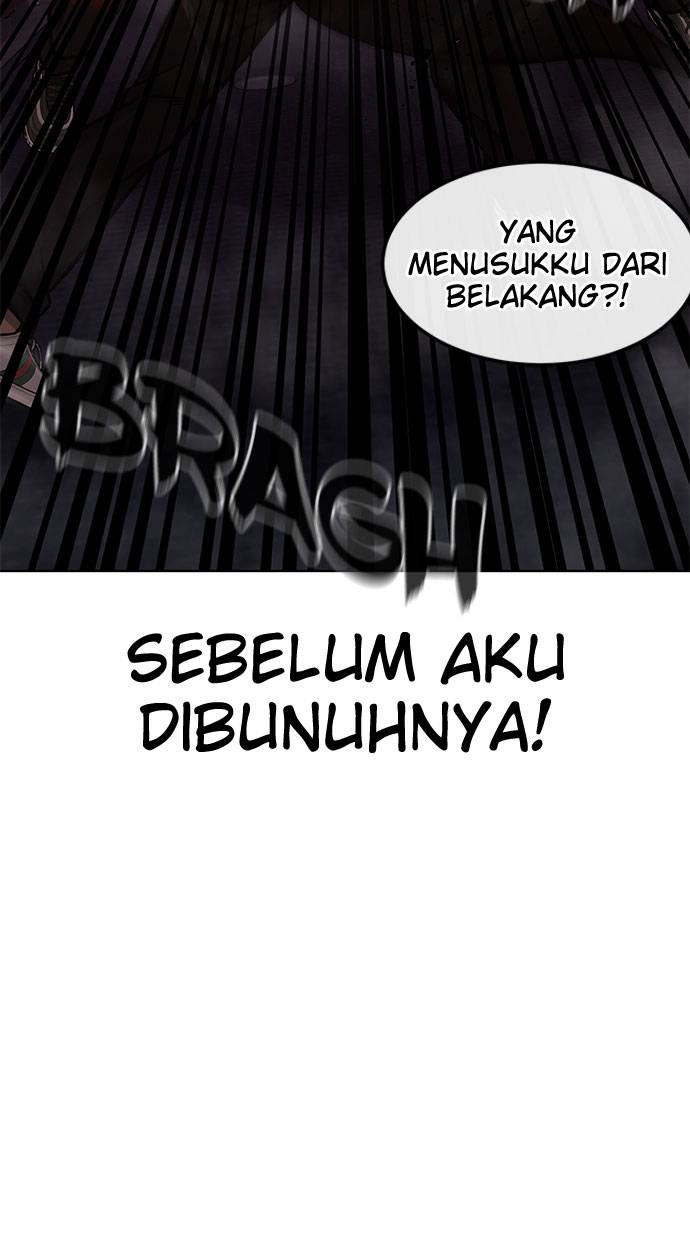 YANG
MENUSUKKU DARI
BELAKANG?!
BRAGH
SEBELUM AKU
DIBUNUHNYA!